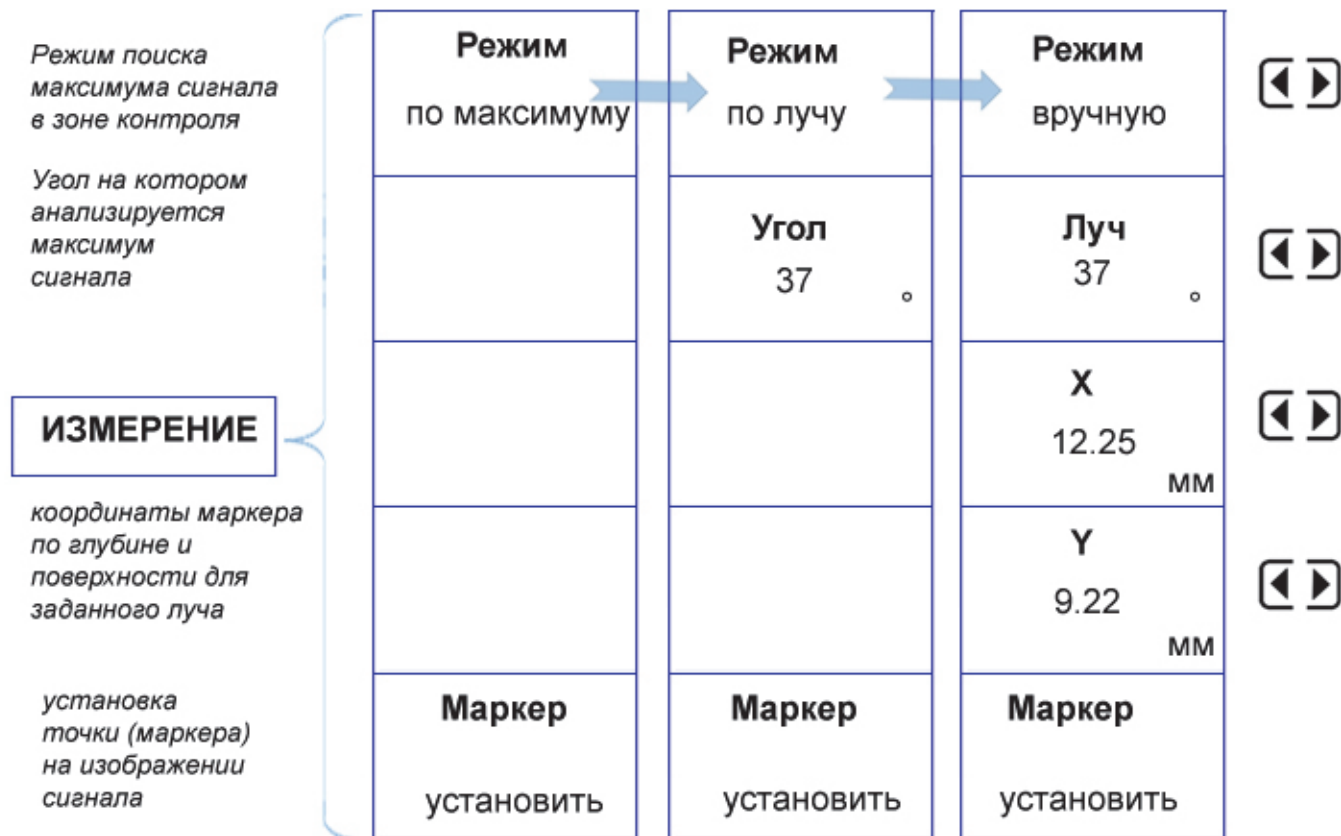 Режим поиска
максимума сигнала
в зоне контроля
Угол на котором
анализируется
максимум
сигнала
ИЗМЕРЕНИЕ
координаты маркера
по глубине и
поверхности для
заданного луча
установка
точки (маркера)
на изображении
сигнала
Режим
по максимуму
Маркер
установить
Режим
по лучу
Угол
37
°
Маркер
установить
Режим
вручную
Луч
37
°
X
12.25
мм
Y
9.22
мм
Маркер
установить